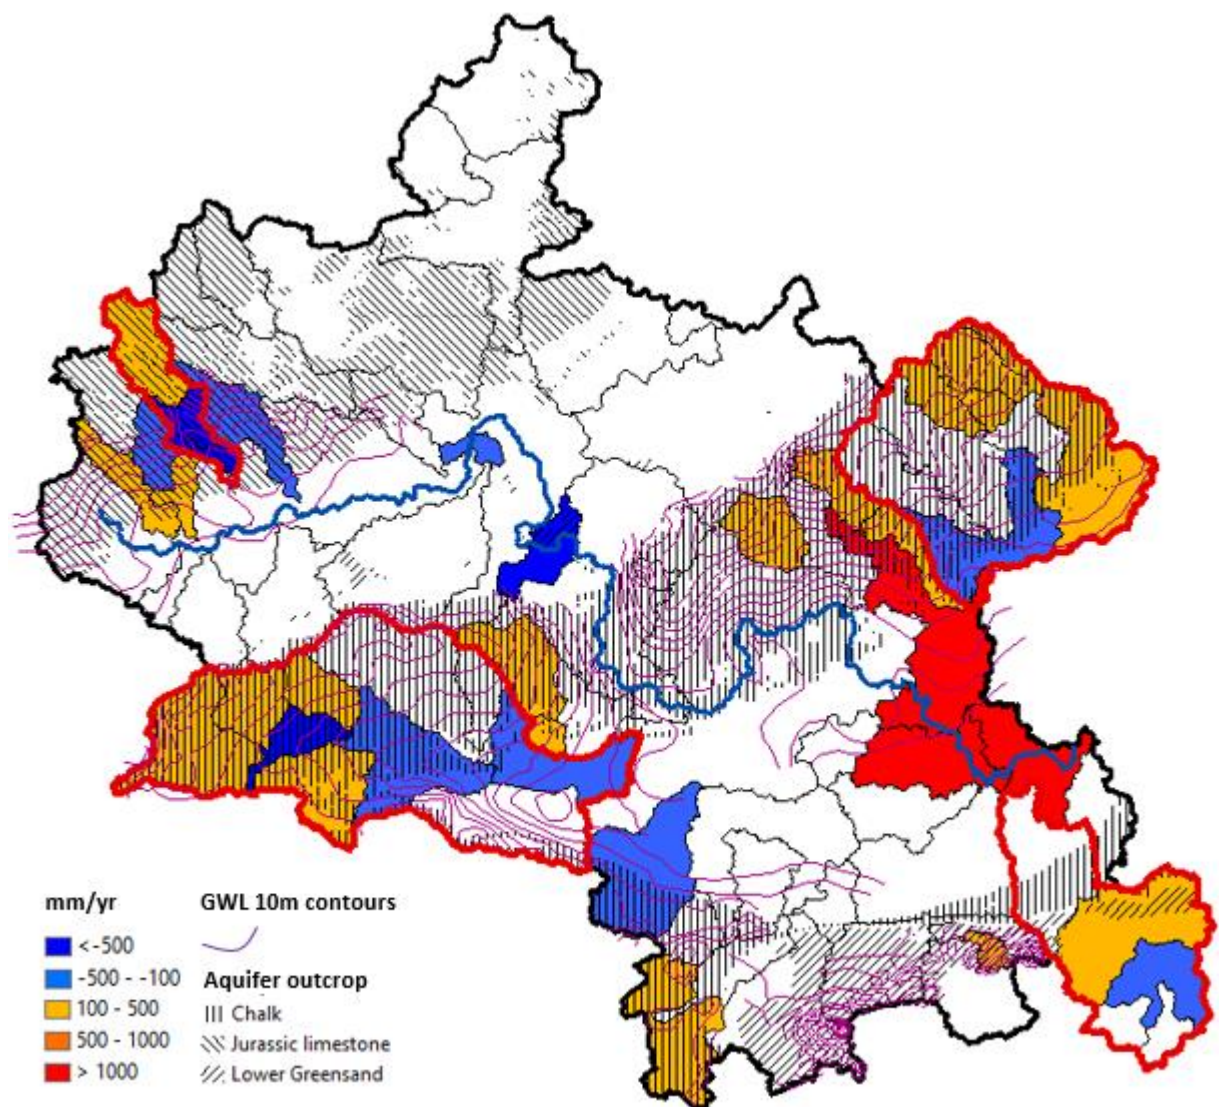 mm/yr
< -500
-500 - -100
100 - 500
500 - 1000
> 1000
GWL 10m contours
Aquifer outcrop
Chalk
Jurassic limestone
Lower Greensand